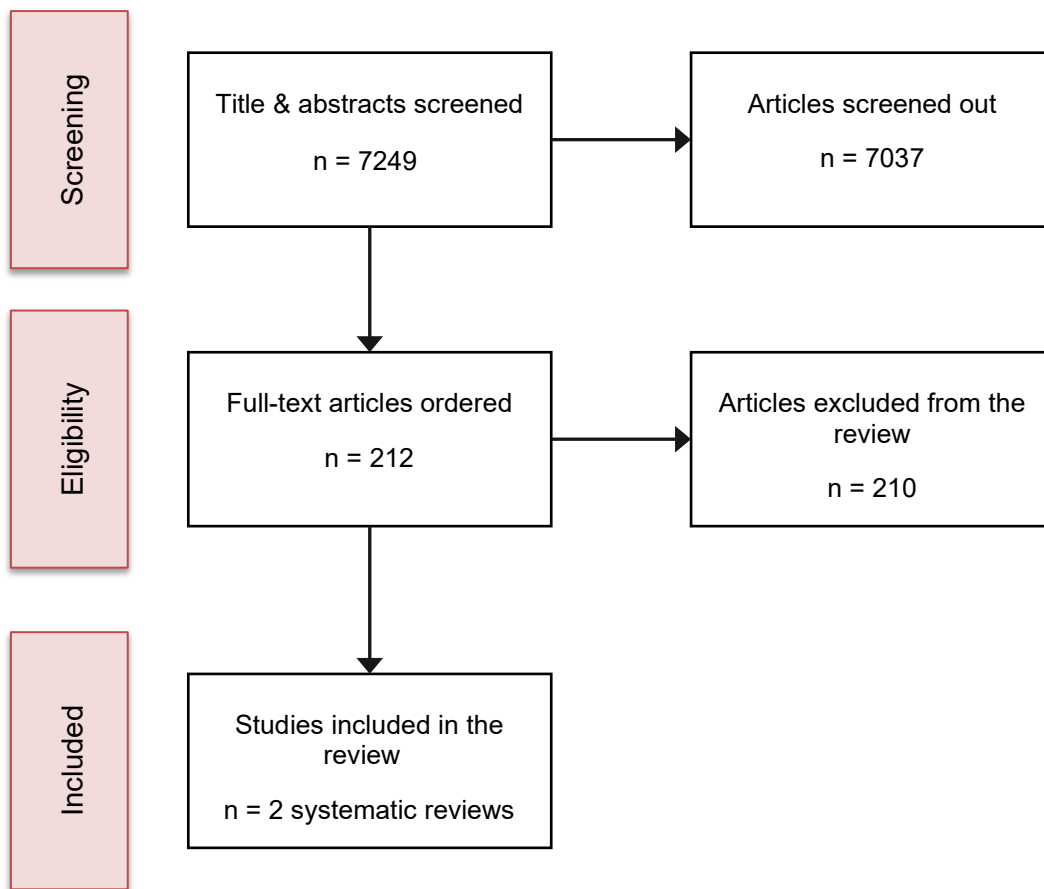 Screening
Title & abstracts screened
n = 7249
Articles screened out
n = 7037
Eligibility
Full-text articles ordered
n = 212
Articles excluded from the
review
n = 210
Included
Studies included in the
review
n = 2 systematic reviews